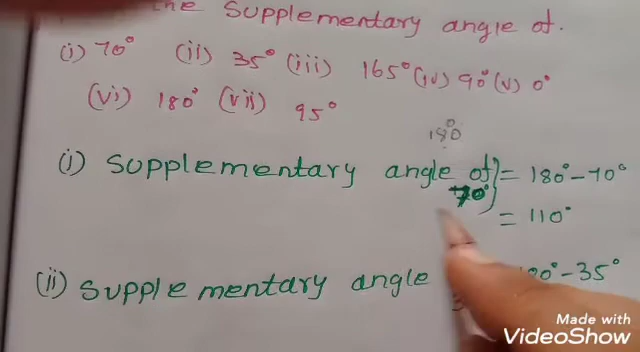 the Supplementary angle of.
(i) 70° (ii) 35° (iii) 165° (iv) 90° (v) 0°
(vi) 180° (vii) 95°
180°
(i) Supplementary angle of } = 180° - 70°
70°
= 110°
(ii) Supplementary angle - 35°
Made with
VideoShow